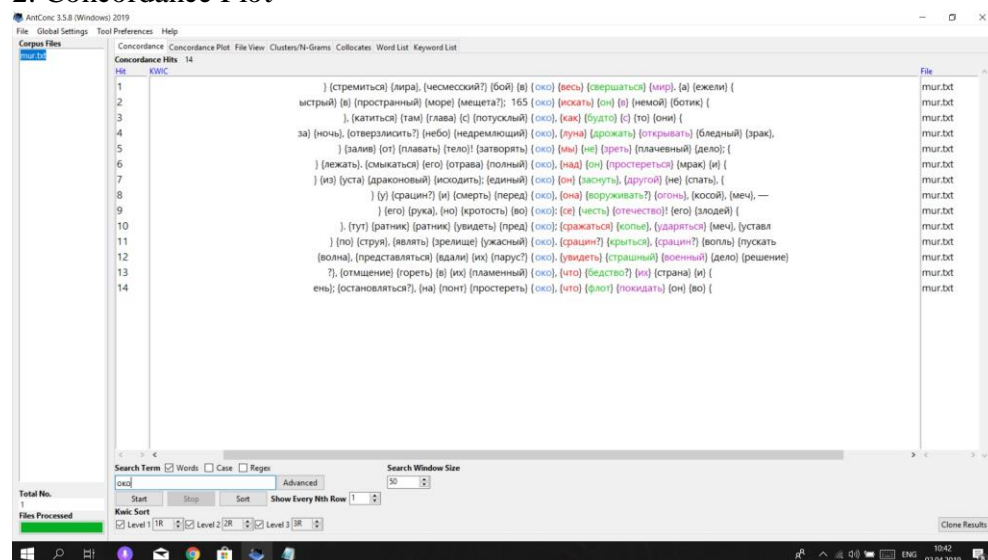 2. Concordance Plot
AntConc 3.5.8 (Windows) 2019
File Global Settings Tool Preferences Help
Corpus Files
mur.txt
Concordance Concordance Plot File View Clusters/N-Grams Collocates Word List Keyword List
Concordance Hits 14
Hit KWIC File
1 } {стремиться} {лира}, {чесмесский?} {бой} {в} {око} {весь} {свершаться} {мир}. {а} {ежели} { mur.txt
2 ыстрый} {в} {пространный} {море} {мещета?}; 165 {око} {искать} {он} {в} {немой} {ботик} { mur.txt
3 }, {катиться} {там} {глава} {с} {потусклый} {око}, {как} {будто} {с} {то} {они} { mur.txt
4 за} {ночь}, {отверзлисить?} {небо} {недремлющий} {око}, {луна} {дрожать} {открывать} {бледный} {зрак}, mur.txt
5 } {залив} {от} {плавать} {тело}! {затворять} {око} {мы} {не} {зреть} {плачевный} {дело}; { mur.txt
6 } {лежать}. {смыкаться} {его} {отрава} {полный} {око}, {над} {он} {простереться} {мрак} {и} { mur.txt
7 } {из} {уста} {драконовый} {исходить}; {единый} {око} {он} {заснуть}, {другой} {не} {спать}, { mur.txt
8 } {у} {срацин?} {и} {смерть} {перед} {око}, {она} {воруживать?} {огонь}, {косой}, {меч}, — mur.txt
9 } {его} {рука}, {но} {кротость} {во} {око}: {се} {честь} {отечество}! {его} {злодей} { mur.txt
10 }. {тут} {ратник} {ратник} {увидеть} {пред} {око}; {сражаться} {копье}, {ударяться} {меч}, {уставл mur.txt
11 } {по} {струя}, {являть} {зрелище} {ужасный} {око}. {срацин?} {крыться}, {срацин?} {вопль} {пускать mur.txt
12 {волна}, {представляться} {вдали} {их} {парус?} {око}. {увидеть} {страшный} {военный} {дело} {решение} mur.txt
13 ?}, {отмщение} {гореть} {в} {их} {пламенный} {око}, {что} {бедство?} {их} {страна} {и} { mur.txt
14 ень}; {остановляться?}, {на} {понт} {простереть} {око}, {что} {флот} {покидать} {он} {во} { mur.txt
Search Term Words Case Regex Search Window Size
око Advanced 50
Total No.
1
Start Stop Sort Show Every Nth Row 1
Files Processed
Kwic Sort
Level 1 1R Level 2 2R Level 3 3R Clone Results
ENG 10:42
02.04.2019